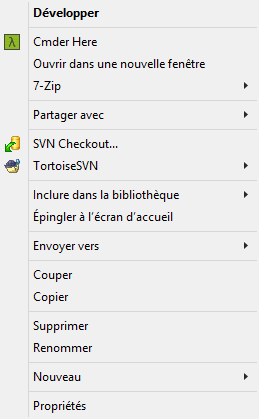 Développer
Cmder Here
Ouvrir dans une nouvelle fenêtre
7-Zip
Partager avec
SVN Checkout...
TortoiseSVN
Inclure dans la bibliothèque
Épingler à l'écran d'accueil
Envoyer vers
Couper
Copier
Supprimer
Renommer
Nouveau
Propriétés